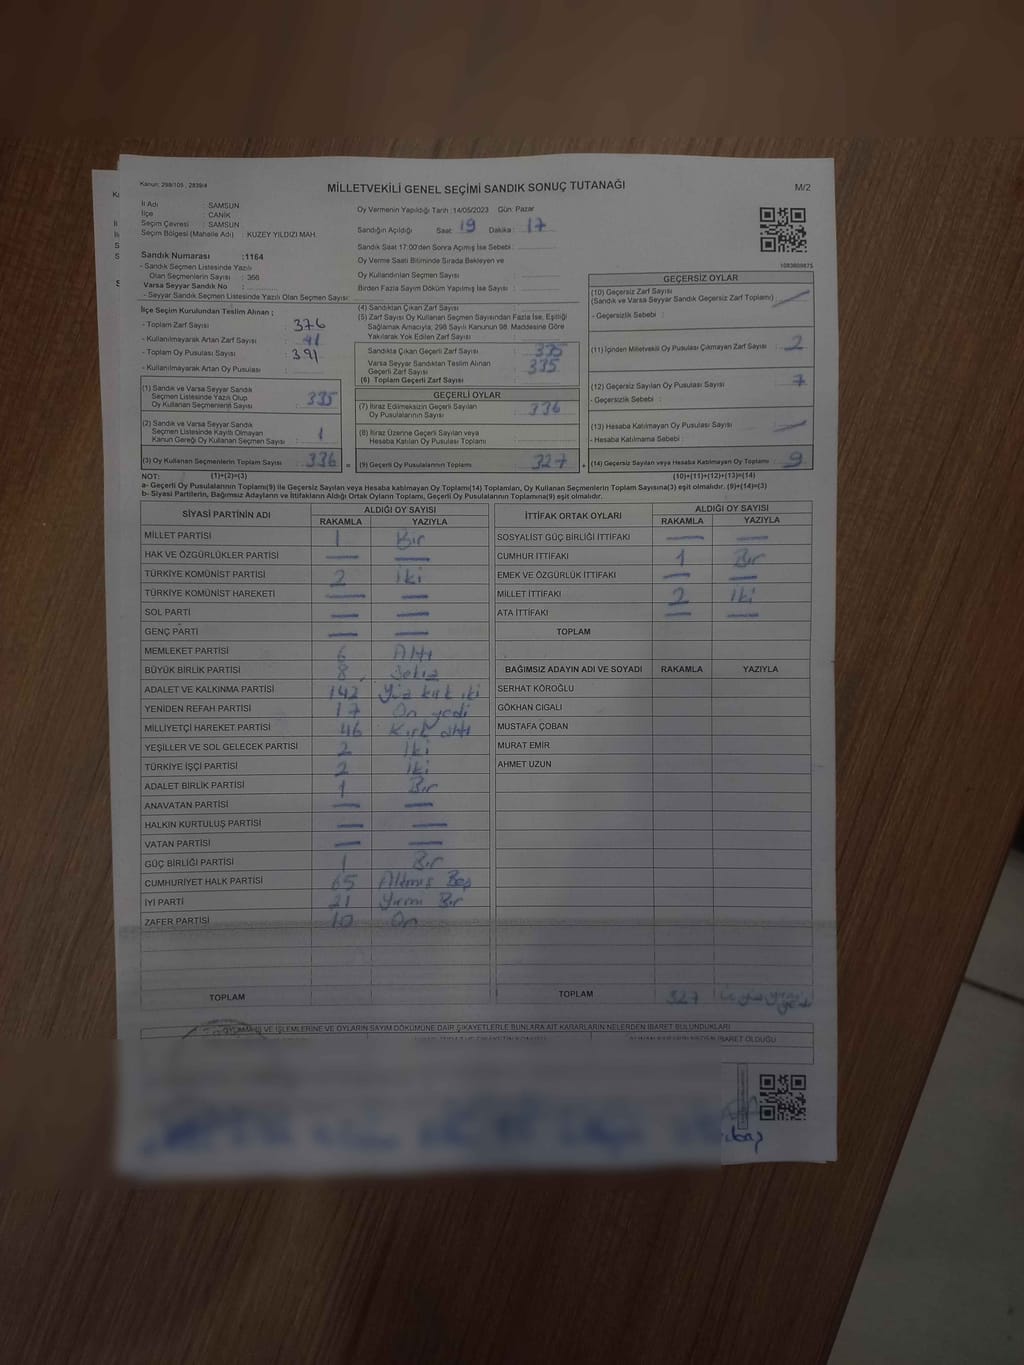 Kanun: 298/105 , 2839/4
MİLLETVEKİLİ GENEL SEÇİMİ SANDIK SONUÇ TUTANAĞI
M/2
İl Adı : SAMSUN
İlçe : CANİK
Seçim Çevresi : SAMSUN
Seçim Bölgesi (Mahalle Adı) : KUZEY YILDIZI MAH.
Oy Vermenin Yapıldığı Tarih :14/05/2023 Gün: Pazar
Sandığın Açıldığı Saat: 19 Dakika: 17
Sandık Saat 17:00'den Sonra Açımış İse Sebebi :
Oy Verme Saati Bitiminde Sırada Bekleyen ve
Oy Kullandırılan Seçmen Sayısı :
Birden Fazla Sayım Döküm Yapılmış İse Sayısı :
1083809875
Sandık Numarası :1164
- Sandık Seçmen Listesinde Yazılı
Olan Seçmenlerin Sayısı : 356
Varsa Seyyar Sandık No :
- Seyyar Sandık Seçmen Listesinde Yazılı Olan Seçmen Sayısı:
İlçe Seçim Kurulundan Teslim Alınan ;
- Toplam Zarf Sayısı : 376
- Kullanılmayarak Artan Zarf Sayısı : 41
- Toplam Oy Pusulası Sayısı : 391
- Kullanılmayarak Artan Oy Pusulası :
(1) Sandık ve Varsa Seyyar Sandık
Seçmen Listesinde Yazılı Olup
Oy Kullanan Seçmenlerin Sayısı : 335
(2) Sandık ve Varsa Seyyar Sandık
Seçmen Listesinde Kayıtlı Olmayan
Kanun Gereği Oy Kullanan Seçmen Sayısı : 1
(3) Oy Kullanan Seçmenlerin Toplam Sayısı : 336
(4) Sandıktan Çıkan Zarf Sayısı :
(5) Zarf Sayısı Oy Kullanan Seçmen Sayısından Fazla İse, Eşitliği
Sağlamak Amacıyla; 298 Sayılı Kanunun 98. Maddesine Göre
Yakılarak Yok Edilen Zarf Sayısı :
Sandıkta Çıkan Geçerli Zarf Sayısı : 335
Varsa Seyyar Sandıktan Teslim Alınan
Geçerli Zarf Sayısı : 335
(6) Toplam Geçerli Zarf Sayısı :
GEÇERLİ OYLAR
(7) İtiraz Edilmeksizin Geçerli Sayılan
Oy Pusulalarının Sayısı : 336
(8) İtiraz Üzerine Geçerli Sayılan veya
Hesaba Katılan Oy Pusulası Toplamı :
= (9) Geçerli Oy Pusulalarının Toplamı : 327 +
GEÇERSİZ OYLAR
(10) Geçersiz Zarf Sayısı
(Sandık ve Varsa Seyyar Sandık Geçersiz Zarf Toplamı) : —
- Geçersizlik Sebebi :
(11) İçinden Milletvekili Oy Pusulası Çıkmayan Zarf Sayısı : 2
(12) Geçersiz Sayılan Oy Pusulası Sayısı : 7
- Geçersizlik Sebebi :
(13) Hesaba Katılmayan Oy Pusulası Sayısı : —
- Hesaba Katılmama Sebebi :
(14) Geçersiz Sayılan veya Hesaba Katılmayan Oy Toplamı : 9
NOT: (1)+(2)=(3) (10)+(11)+(12)+(13)=(14)
a- Geçerli Oy Pusulalarının Toplamı(9) ile Geçersiz Sayılan veya Hesaba Katılmayan Oy Toplamı(14) Toplamları, Oy Kullanan Seçmenlerin Toplam Sayısına(3) eşit olmalıdır. (9)+(14)=(3)
b- Siyasi Partilerin, Bağımsız Adayların ve İttifakların Aldığı Ortak Oyların Toplamı, Geçerli Oy Pusulalarının Toplamına(9) eşit olmalıdır.
SİYASİ PARTİNİN ADI ALDIĞI OY SAYISI
RAKAMLA YAZIYLA
MİLLET PARTİSİ 1 Bir
HAK VE ÖZGÜRLÜKLER PARTİSİ — —
TÜRKİYE KOMÜNİST PARTİSİ 2 İki
TÜRKİYE KOMÜNİST HAREKETİ — —
SOL PARTİ — —
GENÇ PARTİ — —
MEMLEKET PARTİSİ 6 Altı
BÜYÜK BİRLİK PARTİSİ 8 Sekiz
ADALET VE KALKINMA PARTİSİ 142 Yüz kırk iki
YENİDEN REFAH PARTİSİ 17 On yedi
MİLLİYETÇİ HAREKET PARTİSİ 46 Kırk altı
YEŞİLLER VE SOL GELECEK PARTİSİ 2 İki
TÜRKİYE İŞÇİ PARTİSİ 2 İki
ADALET BİRLİK PARTİSİ 1 Bir
ANAVATAN PARTİSİ — —
HALKIN KURTULUŞ PARTİSİ — —
VATAN PARTİSİ — —
GÜÇ BİRLİĞİ PARTİSİ 1 Bir
CUMHURİYET HALK PARTİSİ 65 Altmış Beş
İYİ PARTİ 21 Yirmi Bir
ZAFER PARTİSİ 10 On
TOPLAM
İTTİFAK ORTAK OYLARI ALDIĞI OY SAYISI
RAKAMLA YAZIYLA
SOSYALİST GÜÇ BİRLİĞİ İTTİFAKI — —
CUMHUR İTTİFAKI 1 Bir
EMEK VE ÖZGÜRLÜK İTTİFAKI — —
MİLLET İTTİFAKI 2 İki
ATA İTTİFAKI — —
TOPLAM
BAĞIMSIZ ADAYIN ADI VE SOYADI RAKAMLA YAZIYLA
SERHAT KÖROĞLU
GÖKHAN CIGALI
MUSTAFA ÇOBAN
MURAT EMİR
AHMET UZUN
TOPLAM 327 üç yüz yirmi yedi
OYLAMA İŞ VE İŞLEMLERİNE VE OYLARIN SAYIM DÖKÜMÜNE DAİR ŞİKAYETLERLE BUNLARA AİT KARARLARIN NELERDEN İBARET BULUNDUKLARI